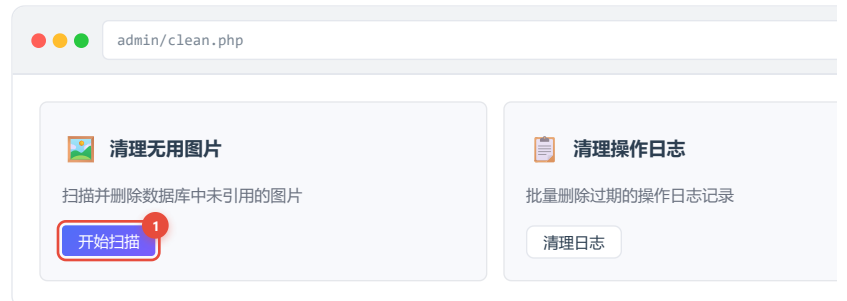 admin/clean.php
清理无用图片
扫描并删除数据库中未引用的图片
开始扫描
1
清理操作日志
批量删除过期的操作日志记录
清理日志